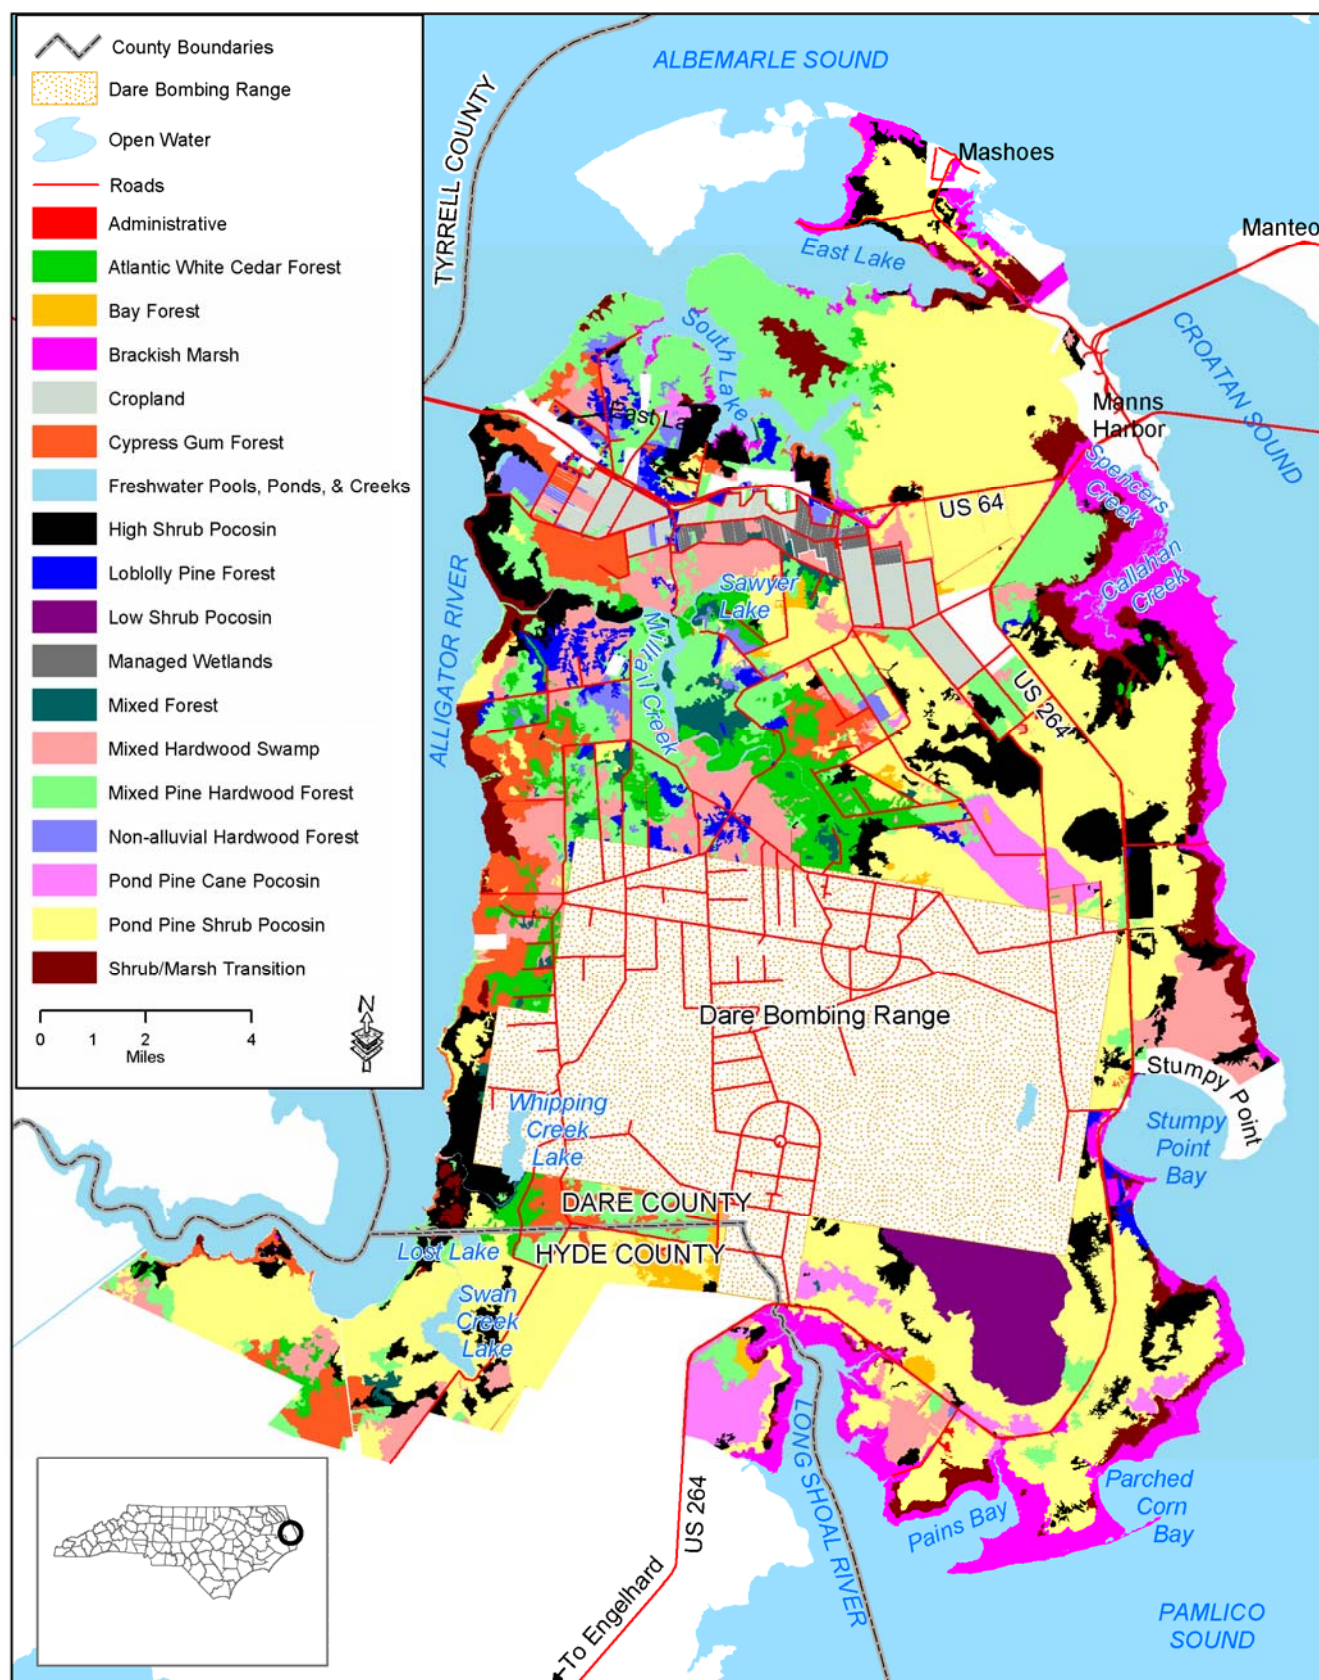 County Boundaries
Dare Bombing Range
Open Water
Roads
Administrative
Atlantic White Cedar Forest
Bay Forest
Brackish Marsh
Cropland
Cypress Gum Forest
Freshwater Pools, Ponds, & Creeks
High Shrub Pocosin
Loblolly Pine Forest
Low Shrub Pocosin
Managed Wetlands
Mixed Forest
Mixed Hardwood Swamp
Mixed Pine Hardwood Forest
Non-alluvial Hardwood Forest
Pond Pine Cane Pocosin
Pond Pine Shrub Pocosin
Shrub/Marsh Transition
0 1 2 4
Miles
N
ALBEMARLE SOUND
TYRRELL COUNTY
Mashoes
Manteo
East Lake
CROATAN SOUND
South Lake
East La
Manns
Harbor
Spencers
Creek
US 64
Callahan
Creek
Sawyer
Lake
ALLIGATOR RIVER
Milltail Creek
US 264
Dare Bombing Range
Stumpy Point
Stumpy
Point
Bay
Whipping
Creek
Lake
DARE COUNTY
HYDE COUNTY
Lost Lake
Swan
Creek
Lake
LONG SHOAL RIVER
US 264
Pains Bay
Parched
Corn
Bay
To Engelhard
PAMLICO
SOUND